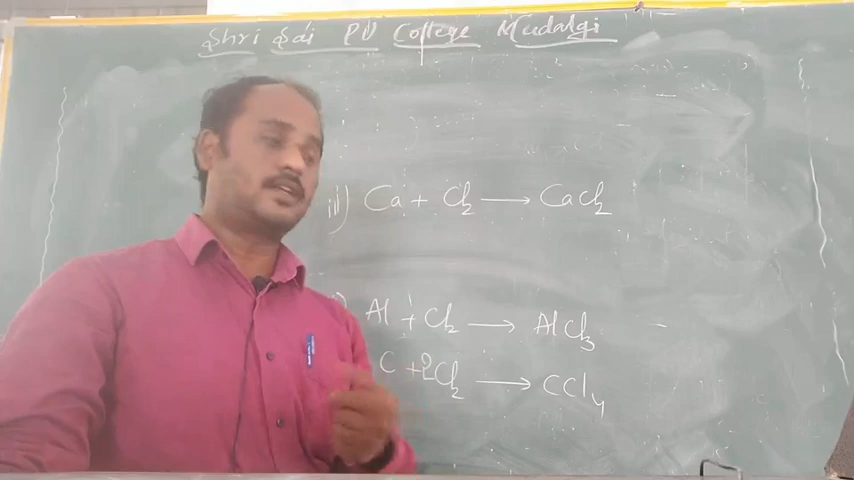 Shri Sai PU College Mudalgi
iii) Ca + Cl2 ⟶ CaCl2
Al + Cl2 ⟶ AlCl3
C + 2Cl2 ⟶ CCl4